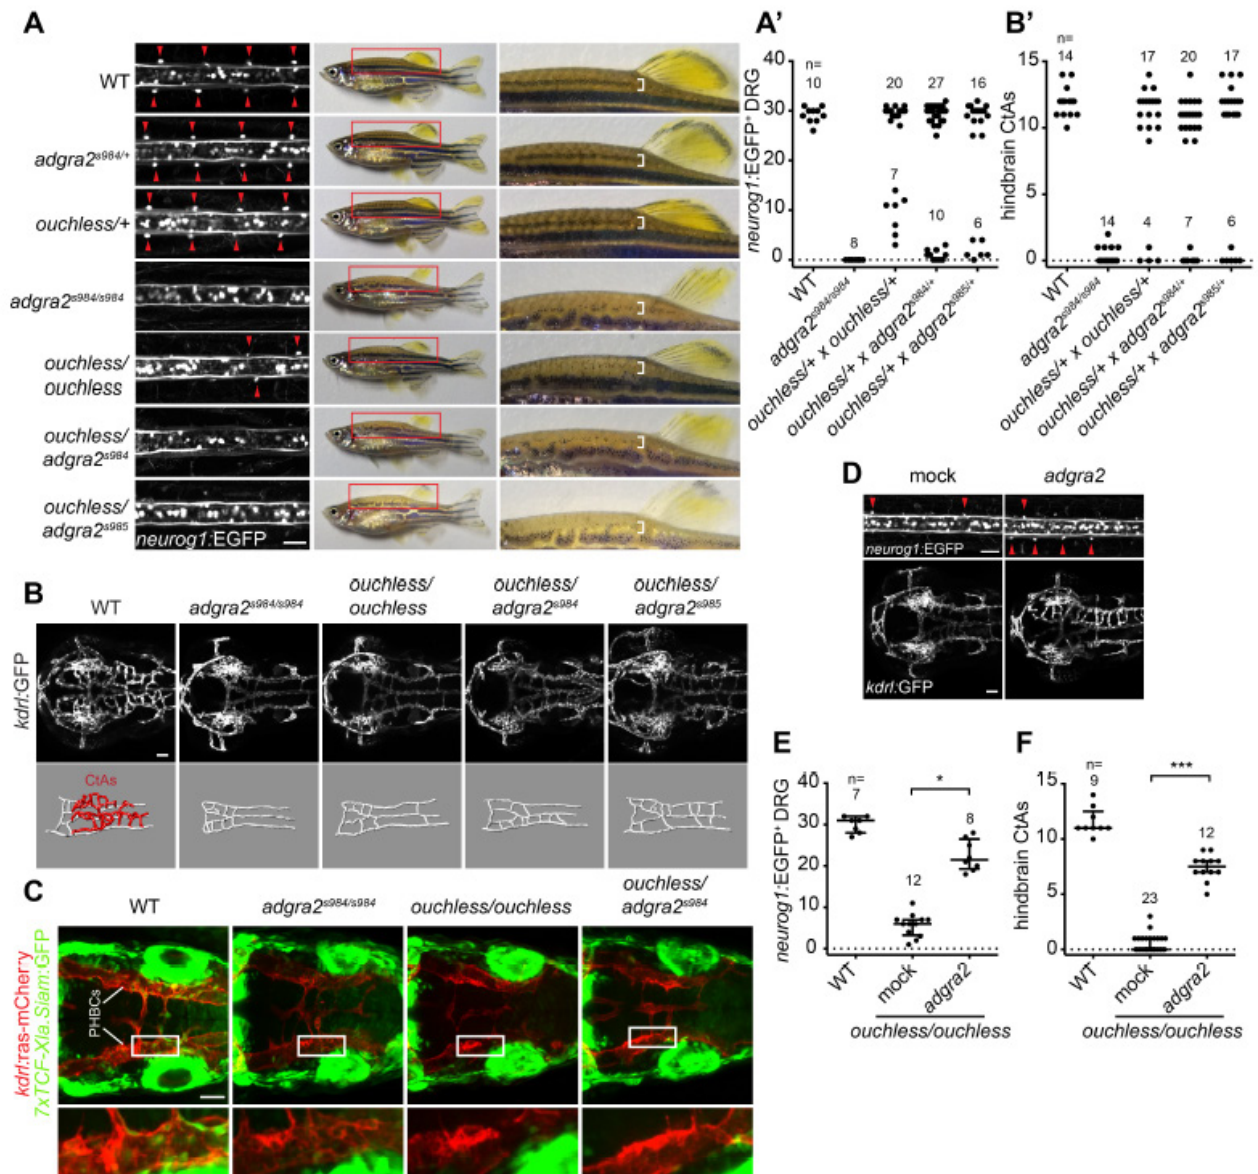 A
WT
adgra2s984/+
ouchless/+
adgra2s984/s984
ouchless/
ouchless
ouchless/
adgra2s984
ouchless/
adgra2s985
neurog1:EGFP
A'
neurog1:EGFP+ DRG
40
30
20
10
0
n=
10
8
20
7
27
10
16
6
WT
adgra2s984/s984
ouchless/+ x ouchless/+
ouchless/+ x adgra2s984/+
ouchless/+ x adgra2s985/+
B'
hindbrain CtAs
15
10
5
0
n=
14
14
17
4
20
7
17
6
WT
adgra2s984/s984
ouchless/+ x ouchless/+
ouchless/+ x adgra2s984/+
ouchless/+ x adgra2s985/+
B
WT
adgra2s984/s984
ouchless/
ouchless
ouchless/
adgra2s984
ouchless/
adgra2s985
kdrl:GFP
CtAs
C
WT
adgra2s984/s984
ouchless/ouchless
ouchless/
adgra2s984
kdrl:ras-mCherry
7xTCF-Xla.Siam:GFP
PHBCs
D
mock
adgra2
neurog1:EGFP
kdrl:GFP
E
neurog1:EGFP+ DRG
40
30
20
10
0
n=
7
12
8
*
WT
mock
adgra2
ouchless/ouchless
F
hindbrain CtAs
15
10
5
0
n=
9
23
12
***
WT
mock
adgra2
ouchless/ouchless